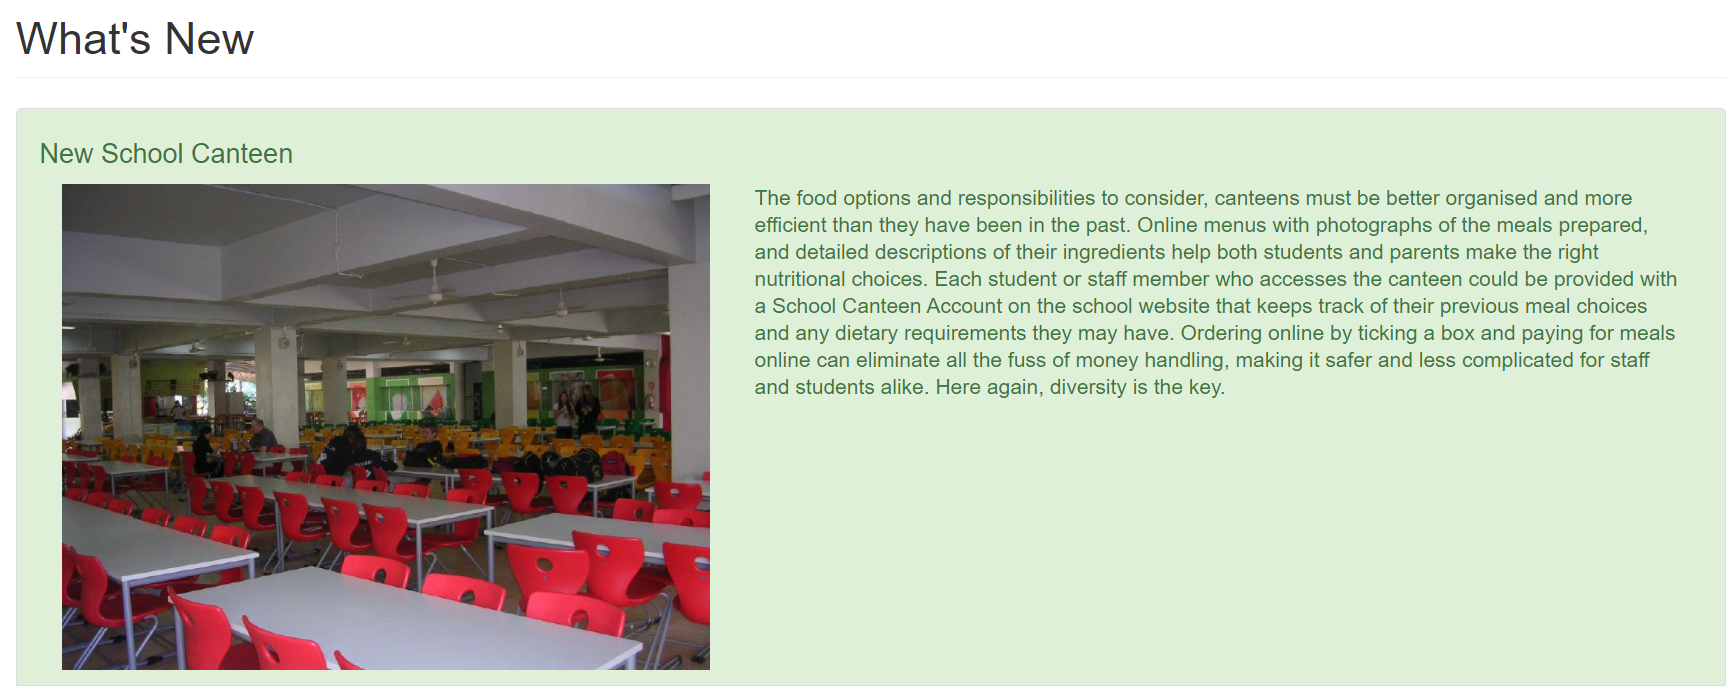 What's New
New School Canteen
The food options and responsibilities to consider, canteens must be better organised and more
efficient than they have been in the past. Online menus with photographs of the meals prepared,
and detailed descriptions of their ingredients help both students and parents make the right
nutritional choices. Each student or staff member who accesses the canteen could be provided with
a School Canteen Account on the school website that keeps track of their previous meal choices
and any dietary requirements they may have. Ordering online by ticking a box and paying for meals
online can eliminate all the fuss of money handling, making it safer and less complicated for staff
and students alike. Here again, diversity is the key.